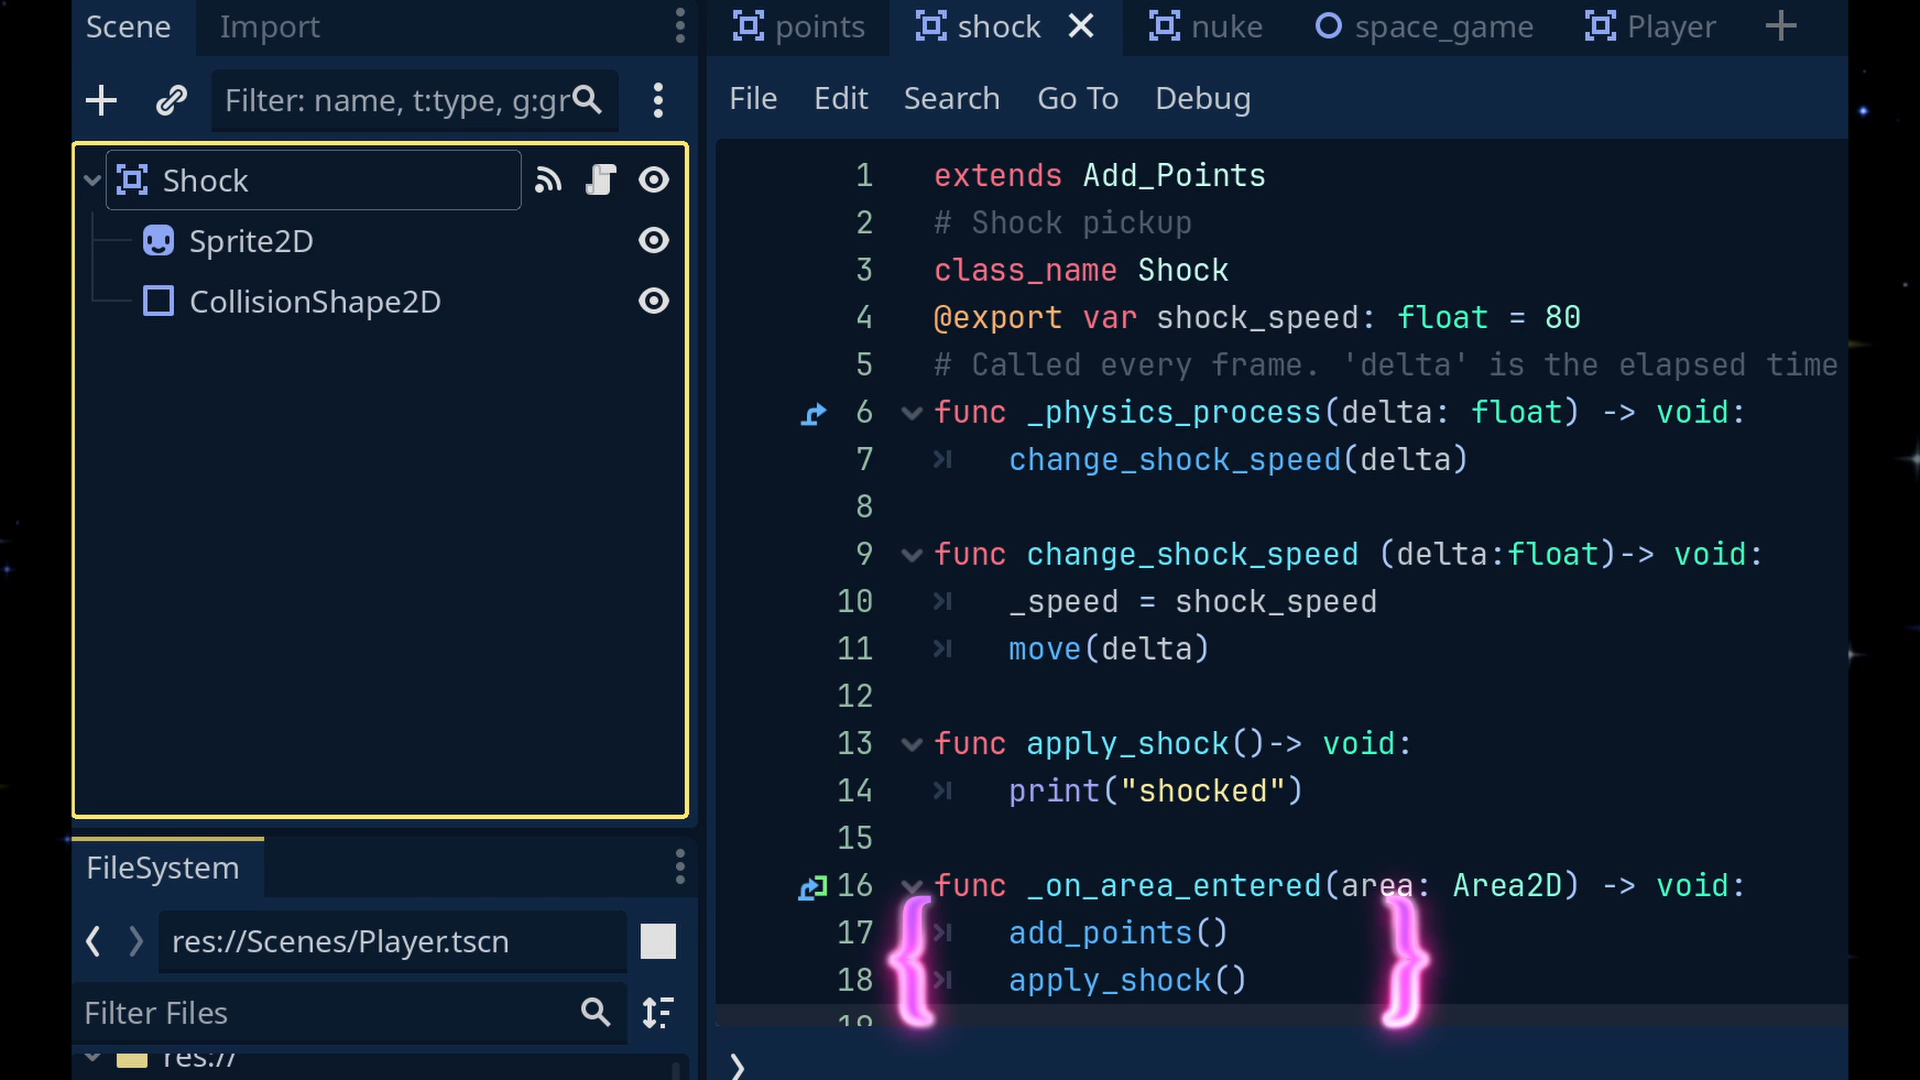 Scene Import
Filter: name, t:type, g:gr
Shock
Sprite2D
CollisionShape2D
FileSystem
res://Scenes/Player.tscn
Filter Files
res://
points shock nuke space_game Player
File Edit Search Go To Debug
1 extends Add_Points
2 # Shock pickup
3 class_name Shock
4 @export var shock_speed: float = 80
5 # Called every frame. 'delta' is the elapsed time
6 func _physics_process(delta: float) -> void:
7 change_shock_speed(delta)
8
9 func change_shock_speed (delta:float)-> void:
10 _speed = shock_speed
11 move(delta)
12
13 func apply_shock()-> void:
14 print("shocked")
15
16 func _on_area_entered(area: Area2D) -> void:
17 add_points()
18 apply_shock()
19
{ }